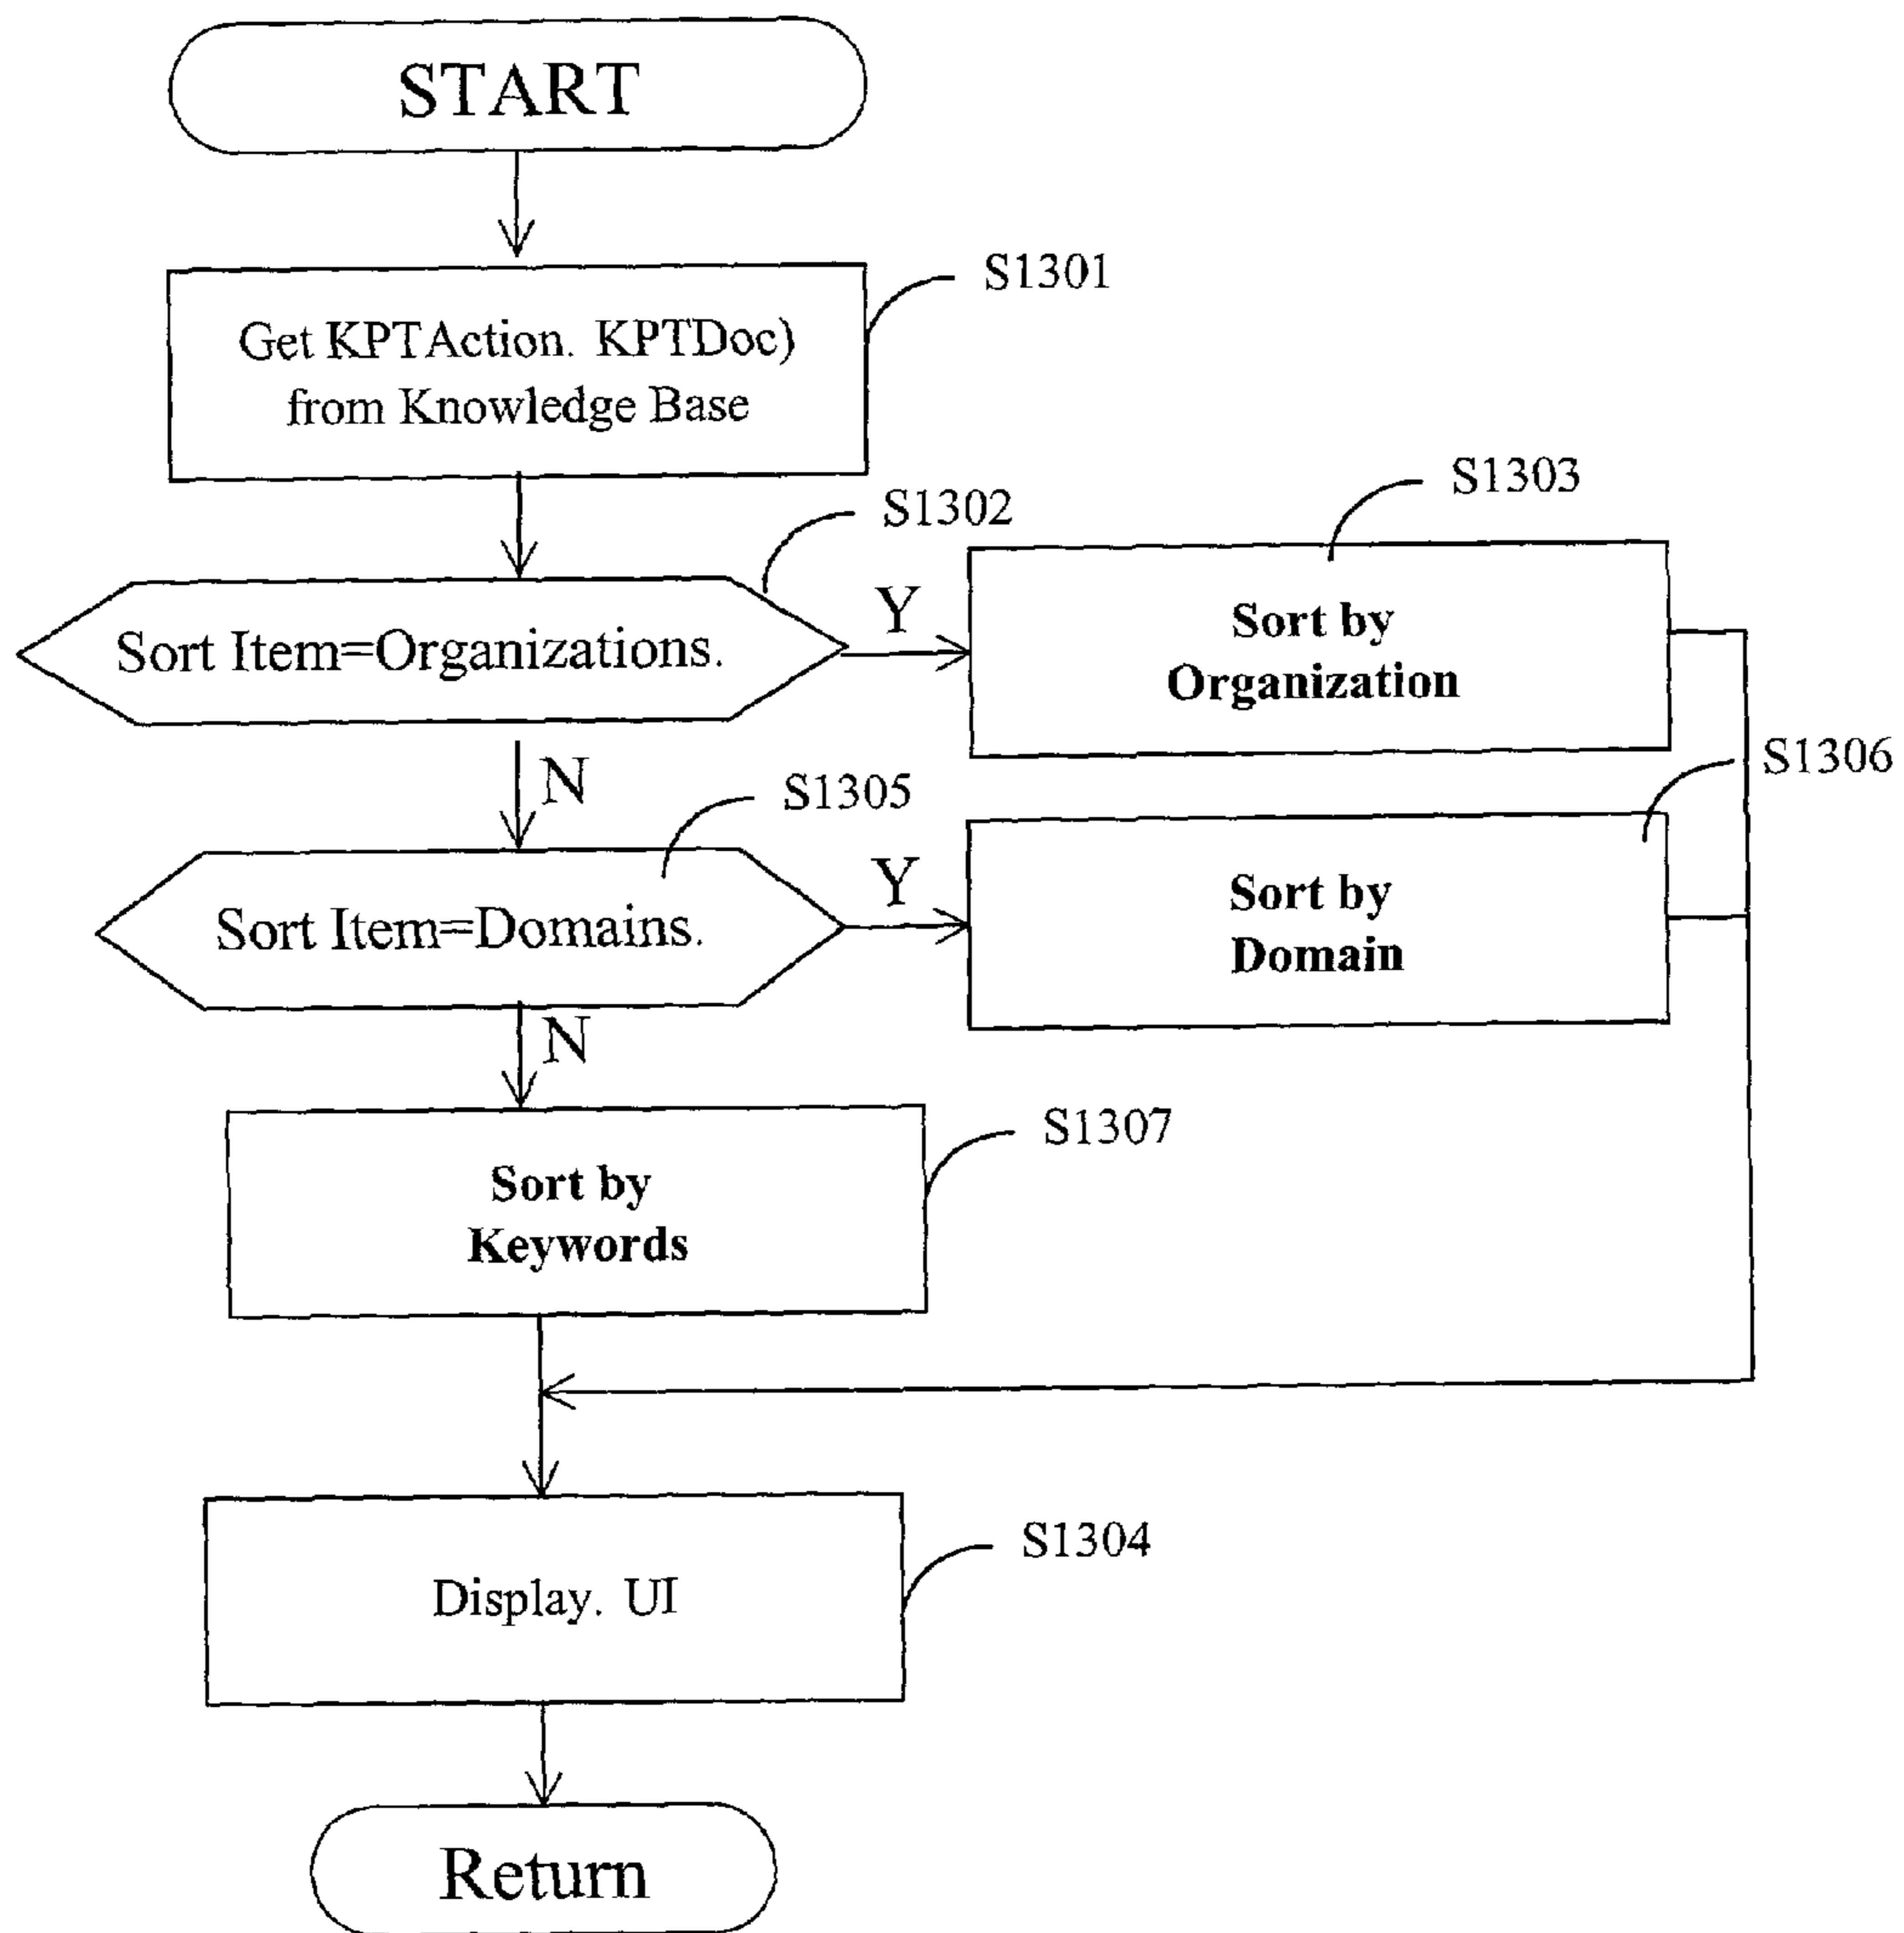 START
S1301
Get KPTAction. KPTDoc)
from Knowledge Base
S1302
S1303
Sort Item=Organizations.
Y
Sort by
Organization
N
S1305
S1306
Sort Item=Domains.
Y
Sort by
Domain
N
S1307
Sort by
Keywords
S1304
Display. UI
Return